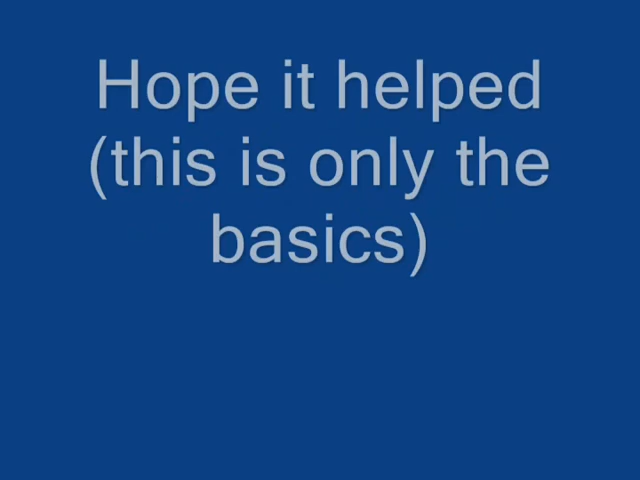 Hope it helped
(this is only the
basics)